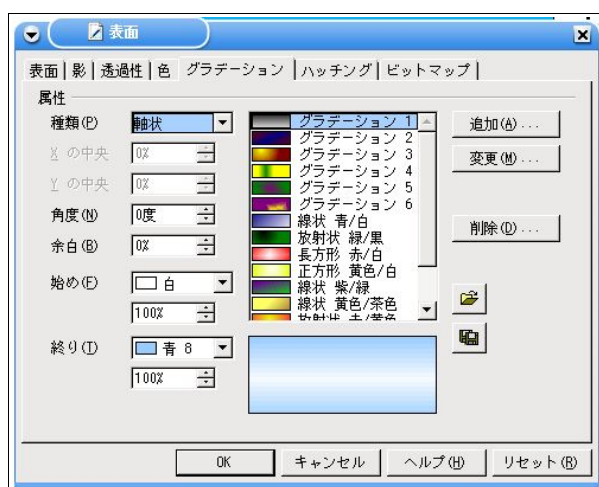 表面
表面 影 透過性 色 グラデーション ハッチング ビットマップ
属性
種類(P) 軸状
X の中央 0%
Y の中央 0%
角度(N) 0度
余白(B) 0%
始め(F) 白
100%
終り(T) 青 8
100%
グラデーション 1
グラデーション 2
グラデーション 3
グラデーション 4
グラデーション 5
グラデーション 6
線状 青/白
放射状 緑/黒
長方形 赤/白
正方形 黄色/白
線状 紫/緑
線状 黄色/茶色
放射状 赤/黄色
追加(A)...
変更(M)...
削除(D)...
OK キャンセル ヘルプ(H) リセット(R)